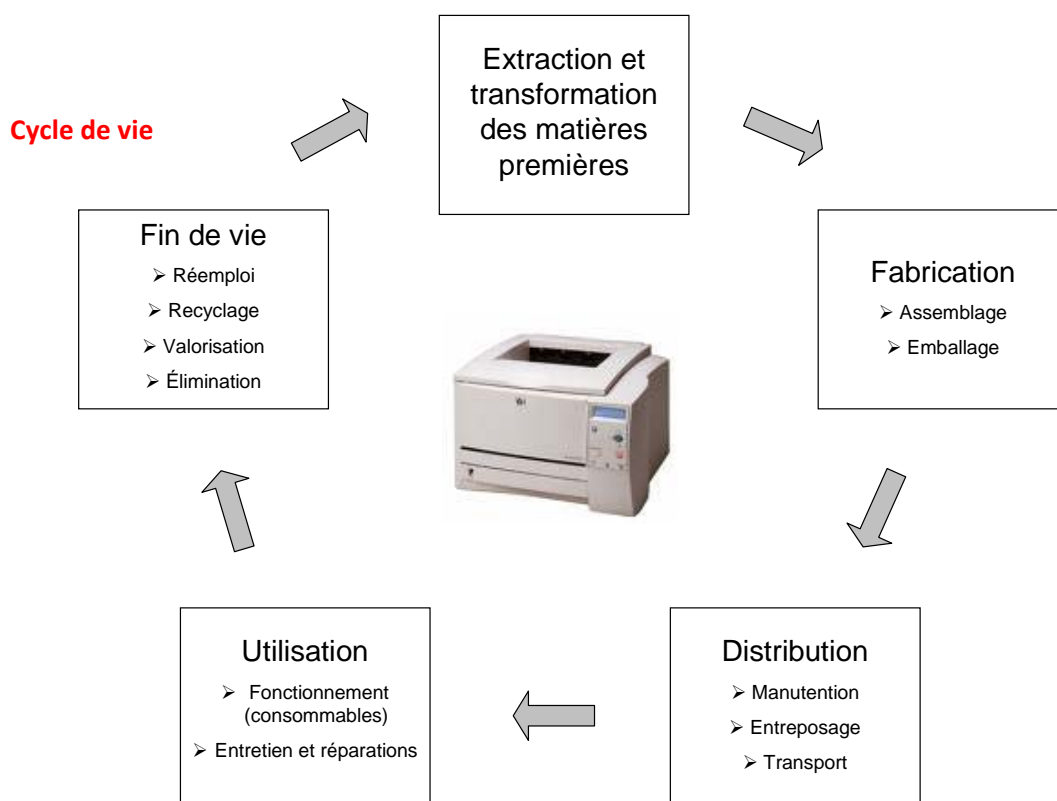 Cycle de vie
Extraction et
transformation
des matières
premières
Fabrication
➢ Assemblage
➢ Emballage
Distribution
➢ Manutention
➢ Entreposage
➢ Transport
Utilisation
➢ Fonctionnement
(consommables)
➢ Entretien et réparations
Fin de vie
➢ Réemploi
➢ Recyclage
➢ Valorisation
➢ Élimination